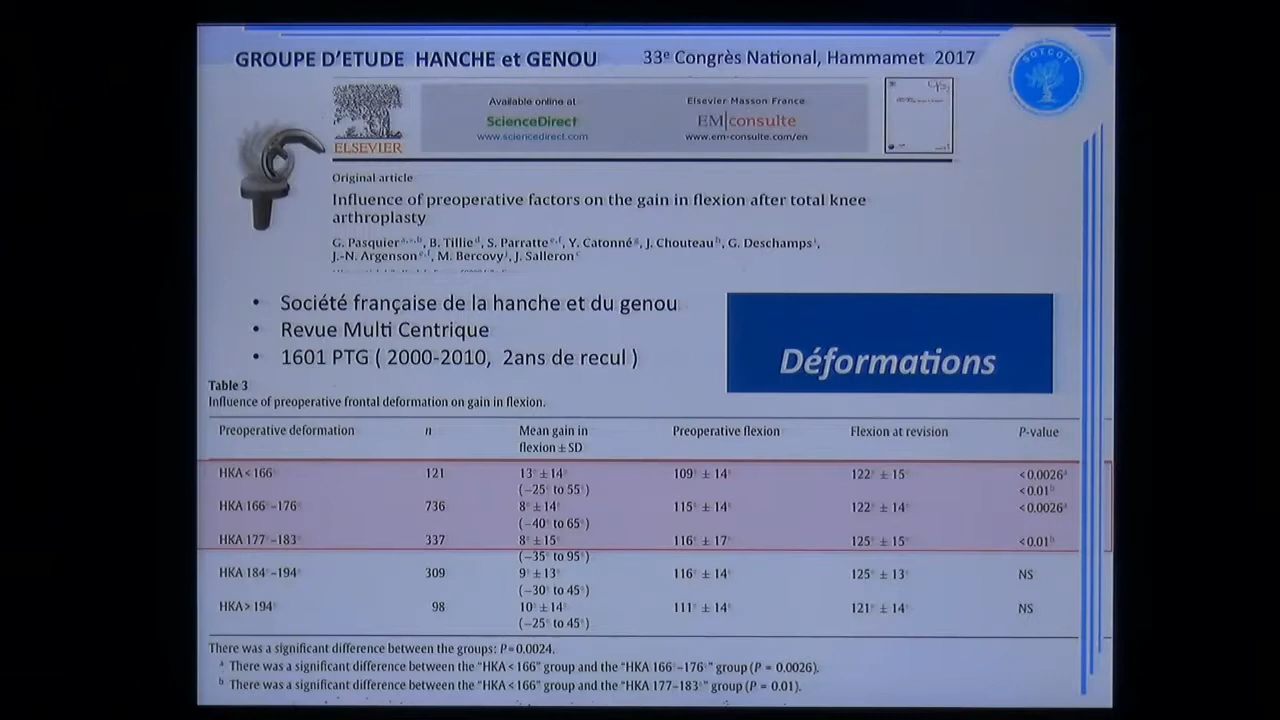 GROUPE D'ETUDE HANCHE et GENOU
33e Congrès National, Hammamet 2017
SOTCOT
Available online at
ScienceDirect
www.sciencedirect.com
Elsevier Masson France
EM|consulte
www.em-consulte.com/en
ELSEVIER
Original article
Influence of preoperative factors on the gain in flexion after total knee
arthroplasty
G. Pasquier a,*,b, B. Tillie d, S. Parratte e,f, Y. Catonné g, J. Chouteau h, G. Deschamps i,
J.-N. Argenson e,f, M. Bercovy j, J. Salleron c
• Société française de la hanche et du genou
• Revue Multi Centrique
• 1601 PTG ( 2000-2010, 2ans de recul )
Déformations
Table 3
Influence of preoperative frontal deformation on gain in flexion.
Preoperative deformation n Mean gain in Preoperative flexion Flexion at revision P-value
flexion ± SD
HKA < 166° 121 13° ± 14° 109° ± 14° 122° ± 15° < 0.0026a
(−25° to 55°) < 0.01b
HKA 166°–176° 736 8° ± 14° 115° ± 14° 122° ± 14° < 0.0026a
(−40° to 65°)
HKA 177°–183° 337 8° ± 15° 116° ± 17° 125° ± 15° < 0.01b
(−35° to 95°)
HKA 184°–194° 309 9° ± 13° 116° ± 14° 125° ± 13° NS
(−30° to 45°)
HKA > 194° 98 10° ± 14° 111° ± 14° 121° ± 14° NS
(−25° to 45°)
There was a significant difference between the groups: P = 0.0024.
a There was a significant difference between the "HKA < 166" group and the "HKA 166°–176°" group (P = 0.0026).
b There was a significant difference between the "HKA < 166" group and the "HKA 177–183°" group (P = 0.01).